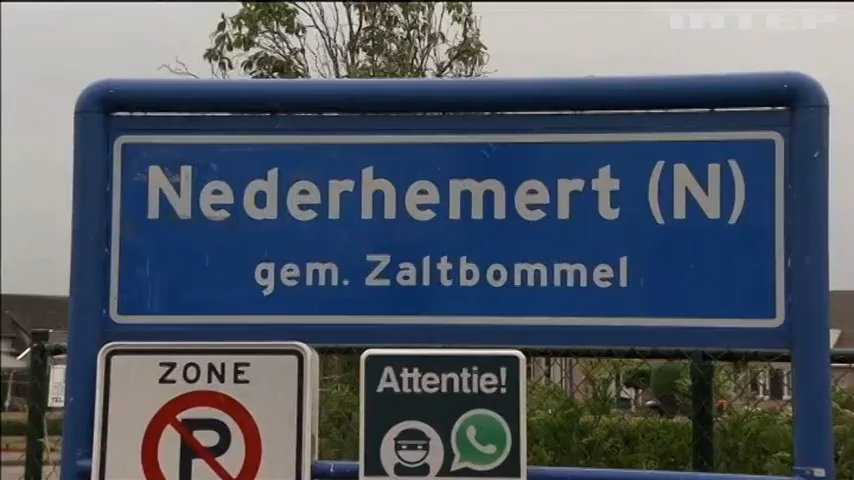 ІНТЕР
Nederhemert (N)
gem. Zaltbommel
ZONE
P
Attentie!